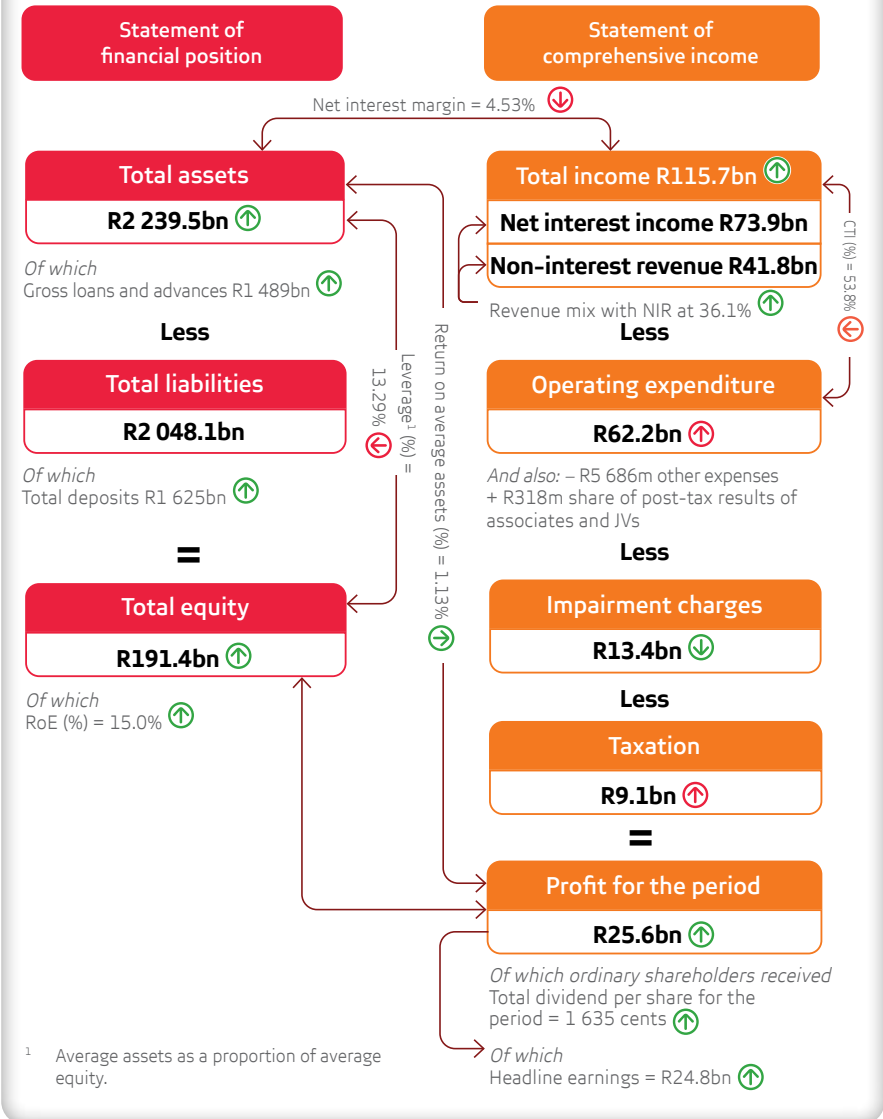 Statement of
financial position
Statement of
comprehensive income
Net interest margin = 4.53%
Total assets
R2 239.5bn
Of which
Gross loans and advances R1 489bn
Less
Total liabilities
R2 048.1bn
Of which
Total deposits R1 625bn
=
Total equity
R191.4bn
Of which
RoE (%) = 15.0%
Leverage¹ (%) =
13.29%
Return on average assets (%) = 1.13%
Total income R115.7bn
Net interest income R73.9bn
Non-interest revenue R41.8bn
Revenue mix with NIR at 36.1%
CTI (%) = 53.8%
Less
Operating expenditure
R62.2bn
And also: – R5 686m other expenses
+ R318m share of post-tax results of
associates and JVs
Less
Impairment charges
R13.4bn
Less
Taxation
R9.1bn
=
Profit for the period
R25.6bn
Of which ordinary shareholders received
Total dividend per share for the
period = 1 635 cents
Of which
Headline earnings = R24.8bn
¹ Average assets as a proportion of average
equity.